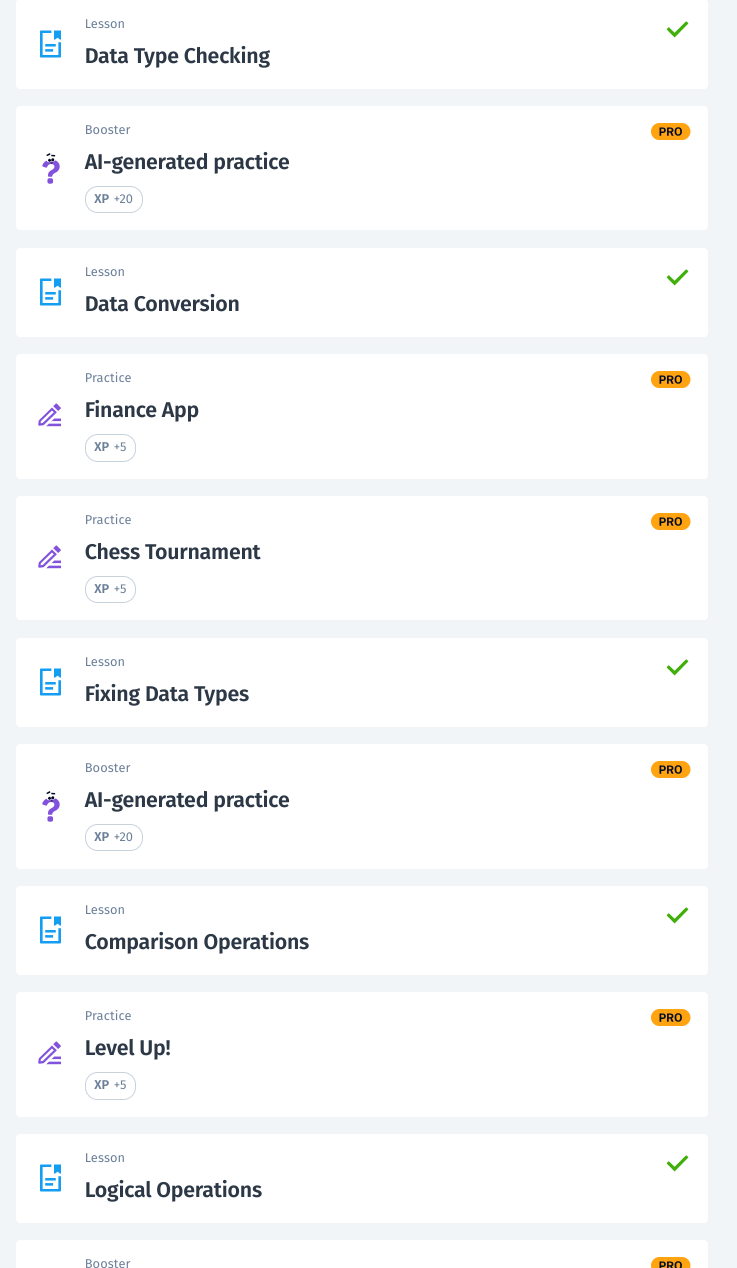 Lesson
Data Type Checking
Booster
PRO
AI-generated practice
XP +20
Lesson
Data Conversion
Practice
PRO
Finance App
XP +5
Practice
PRO
Chess Tournament
XP +5
Lesson
Fixing Data Types
Booster
PRO
AI-generated practice
XP +20
Lesson
Comparison Operations
Practice
PRO
Level Up!
XP +5
Lesson
Logical Operations
Booster
PRO